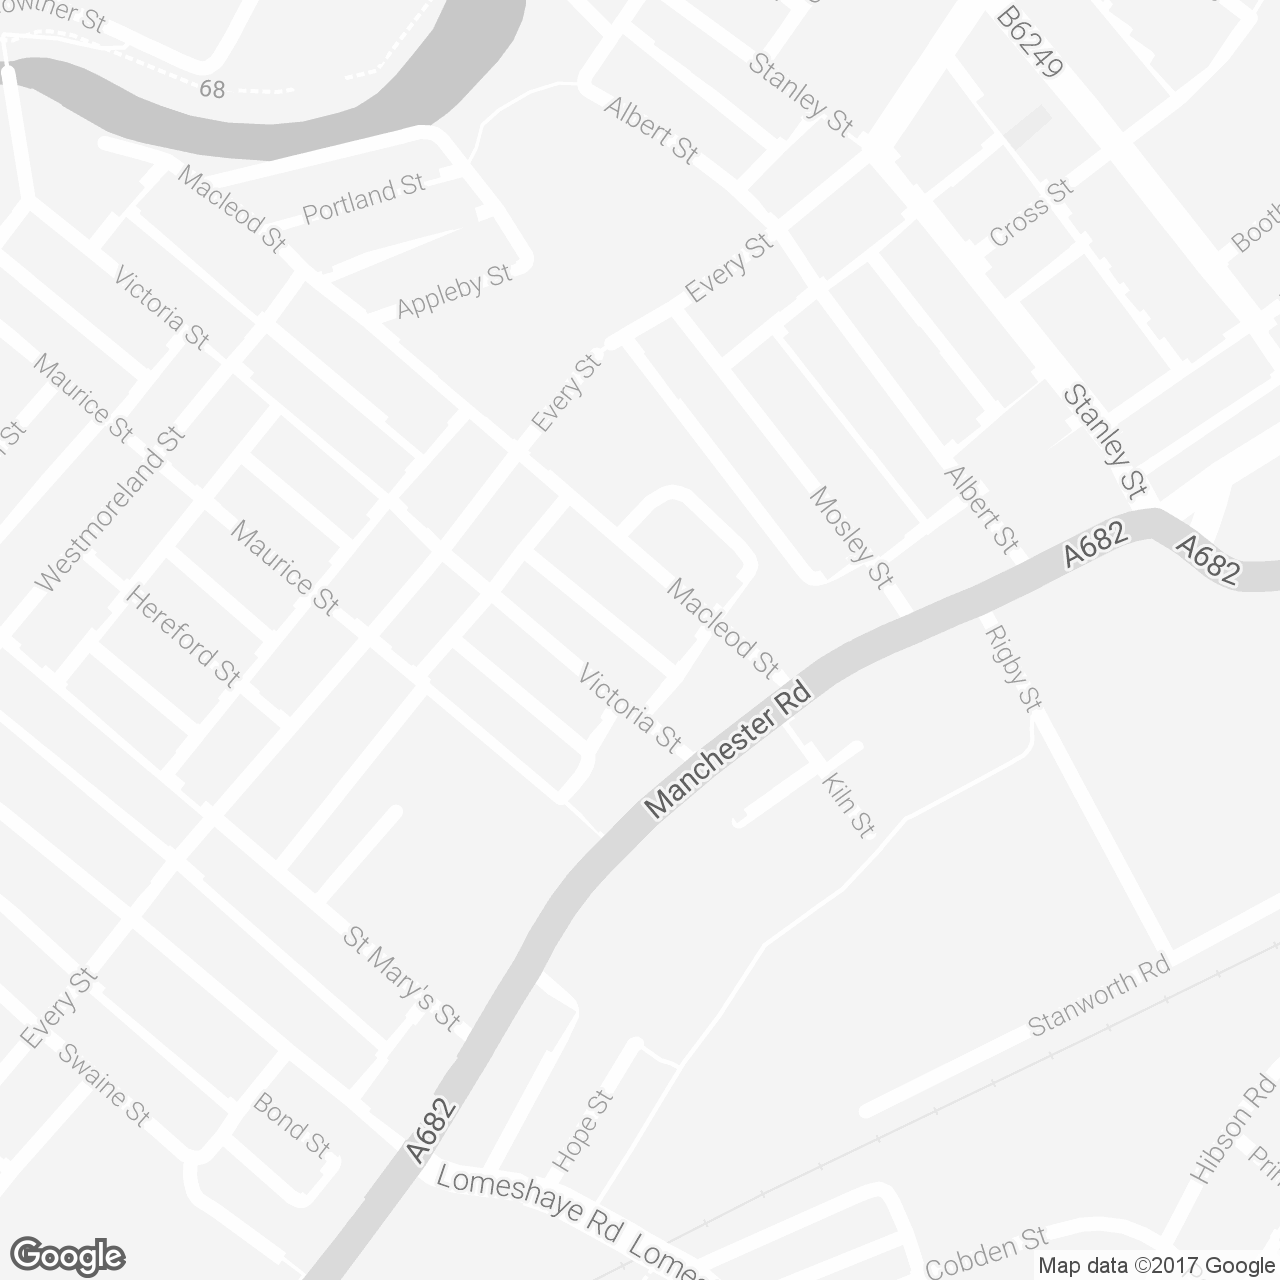 68
B6249
Stanley St
Albert St
Macleod St
Portland St
Cross St
Every St
Appleby St
Victoria St
Every St
Maurice St
Stanley St
St
Westmoreland St
Albert St
Mosley St
Maurice St
A682
A682
Hereford St
Macleod St
Rigby St
Victoria St
Manchester Rd
Kiln St
St Mary's St
Every St
Stanworth Rd
Swaine St
Bond St
A682
Hope St
Hibson Rd
Lomeshaye Rd
Cobden St
Google
Map data ©2017 Google